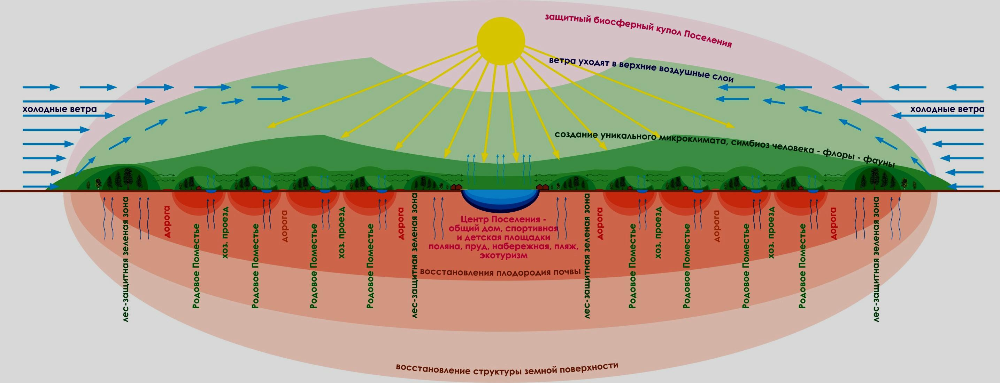 защитный биосферный купол Поселения
ветра уходят в верхние воздушные слои
холодные ветра
холодные ветра
создание уникального микроклимата, симбиоз человека - флоры - фауны
лес-защитная зеленая зона
дорога
Родовое Поместье
хоз. проезд
Родовое Поместье
дорога
Родовое Поместье
хоз. проезд
Родовое Поместье
дорога
лес-защитная зеленая зона
Центр Поселения -
общий дом, спортивная
и детская площадки
поляна, пруд, набережная, пляж,
экотуризм
лес-защитная зеленая зона
дорога
Родовое Поместье
хоз. проезд
Родовое Поместье
дорога
Родовое Поместье
хоз. проезд
Родовое Поместье
дорога
лес-защитная зеленая зона
восстановления плодородия почвы
восстановление структуры земной поверхности